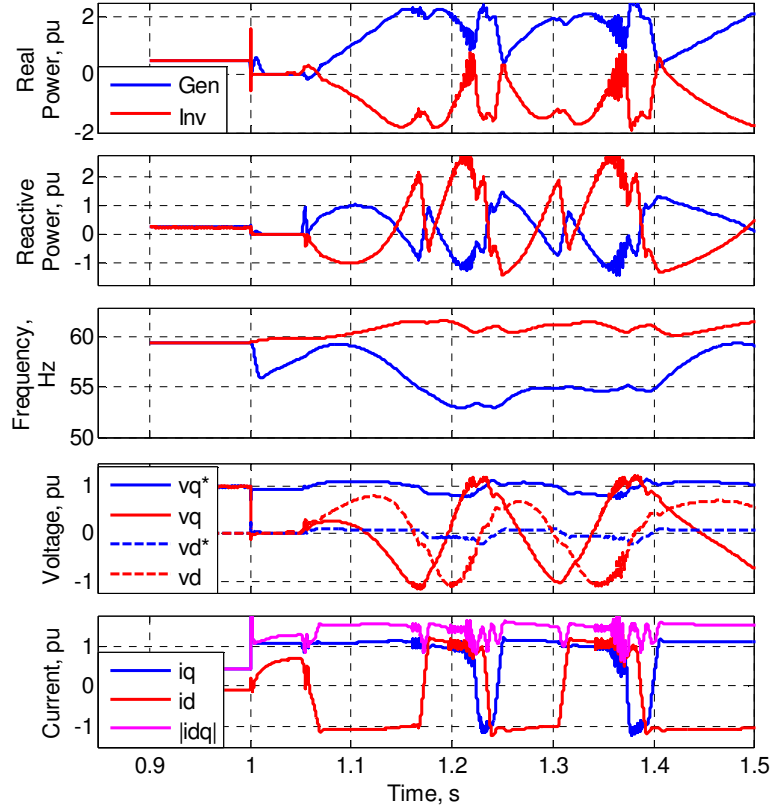 Real
Power, pu
2
0
-2
Gen
Inv
Reactive
Power, pu
2
1
0
-1
Frequency,
Hz
60
55
50
Voltage, pu
1
0
-1
vq*
vq
vd*
vd
Current, pu
1
0
-1
iq
id
|idq|
0.9 1 1.1 1.2 1.3 1.4 1.5
Time, s